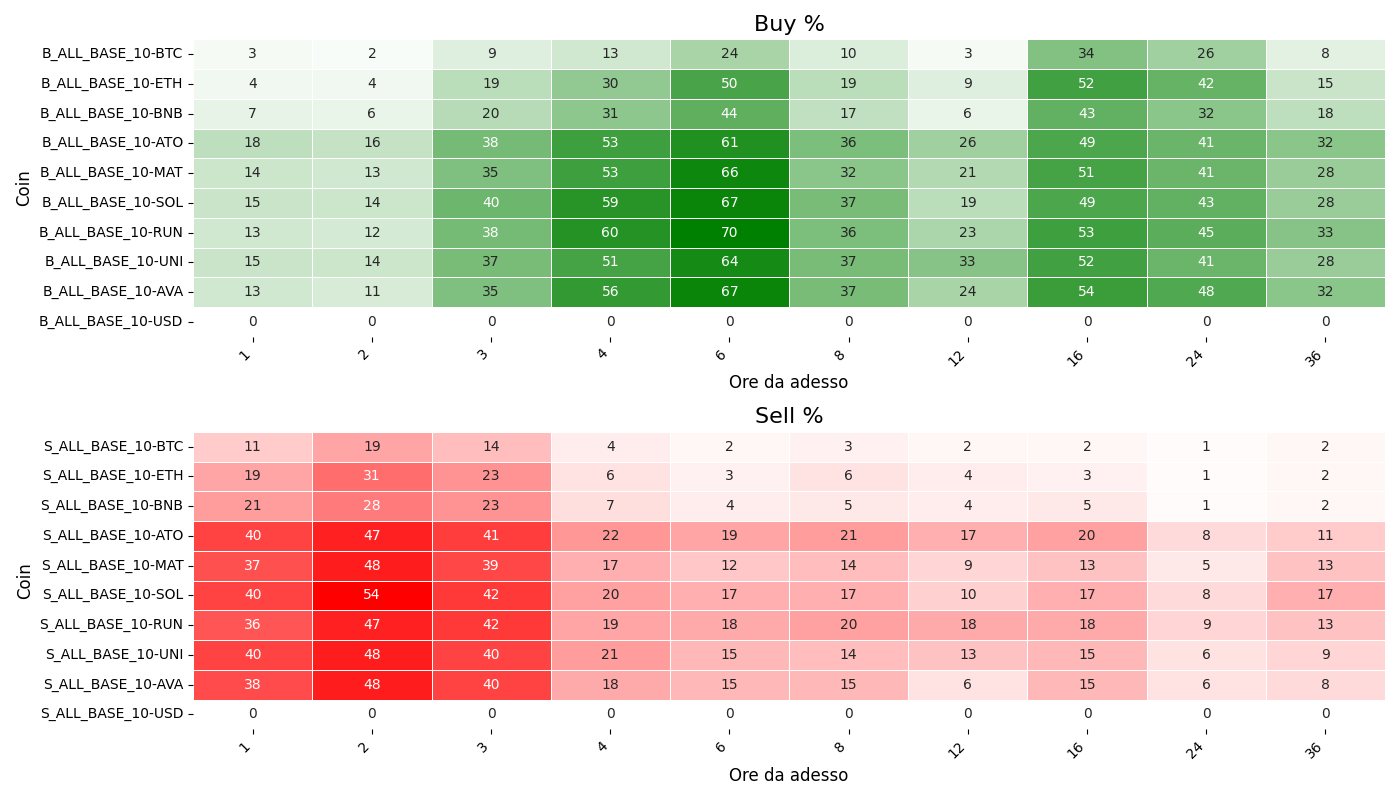 Buy %
Coin
B_ALL_BASE_10-BTC 3 2 9 13 24 10 3 34 26 8
B_ALL_BASE_10-ETH 4 4 19 30 50 19 9 52 42 15
B_ALL_BASE_10-BNB 7 6 20 31 44 17 6 43 32 18
B_ALL_BASE_10-ATO 18 16 38 53 61 36 26 49 41 32
B_ALL_BASE_10-MAT 14 13 35 53 66 32 21 51 41 28
B_ALL_BASE_10-SOL 15 14 40 59 67 37 19 49 43 28
B_ALL_BASE_10-RUN 13 12 38 60 70 36 23 53 45 33
B_ALL_BASE_10-UNI 15 14 37 51 64 37 33 52 41 28
B_ALL_BASE_10-AVA 13 11 35 56 67 37 24 54 48 32
B_ALL_BASE_10-USD 0 0 0 0 0 0 0 0 0 0
1 2 3 4 6 8 12 16 24 36
Ore da adesso
Sell %
Coin
S_ALL_BASE_10-BTC 11 19 14 4 2 3 2 2 1 2
S_ALL_BASE_10-ETH 19 31 23 6 3 6 4 3 1 2
S_ALL_BASE_10-BNB 21 28 23 7 4 5 4 5 1 2
S_ALL_BASE_10-ATO 40 47 41 22 19 21 17 20 8 11
S_ALL_BASE_10-MAT 37 48 39 17 12 14 9 13 5 13
S_ALL_BASE_10-SOL 40 54 42 20 17 17 10 17 8 17
S_ALL_BASE_10-RUN 36 47 42 19 18 20 18 18 9 13
S_ALL_BASE_10-UNI 40 48 40 21 15 14 13 15 6 9
S_ALL_BASE_10-AVA 38 48 40 18 15 15 6 15 6 8
S_ALL_BASE_10-USD 0 0 0 0 0 0 0 0 0 0
1 2 3 4 6 8 12 16 24 36
Ore da adesso